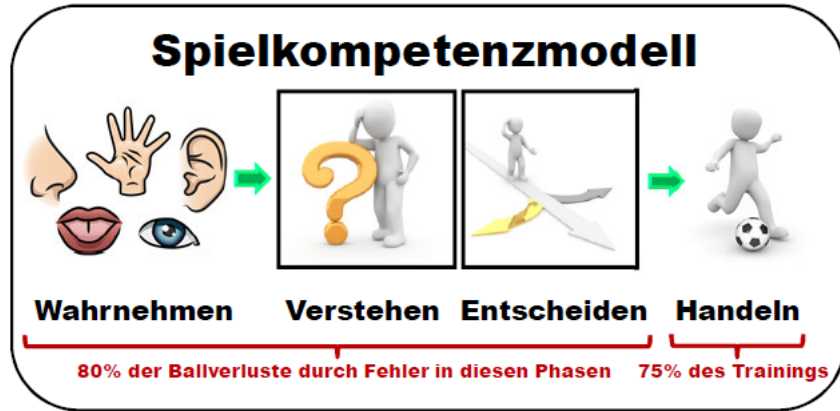 Spielkompetenzmodell
Wahrnehmen Verstehen Entscheiden Handeln
80% der Ballverluste durch Fehler in diesen Phasen 75% des Trainings